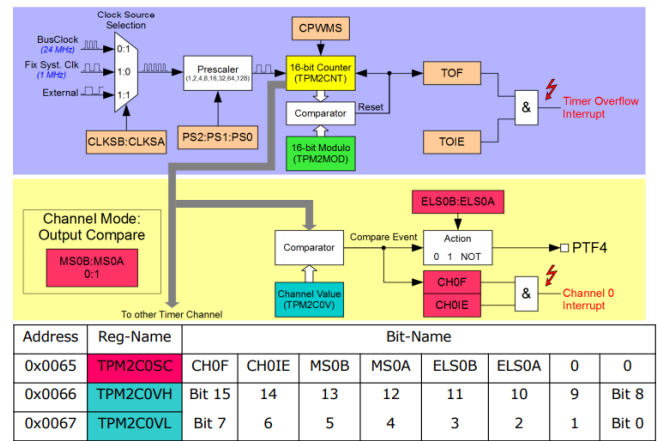 Clock Source
Selection
BusClock
(24 MHz)
Fix Syst. Clk
(1 MHz)
External
0:1
1:0
1:1
CLKSB:CLKSA
Prescaler
(1,2,4,8,16,32,64,128)
PS2:PS1:PS0
CPWMS
16-bit Counter
(TPM2CNT)
Comparator
Reset
16-bit Modulo
(TPM2MOD)
TOF
TOIE
&
Timer Overflow
Interrupt
Channel Mode:
Output Compare
MS0B:MS0A
0:1
To other Timer Channel
Comparator
Channel Value
(TPM2C0V)
Compare Event
ELS0B:ELS0A
Action
0 1 NOT
PTF4
CH0F
CH0IE
&
Channel 0
Interrupt
Address Reg-Name Bit-Name
0x0065 TPM2C0SC CH0F CH0IE MS0B MS0A ELS0B ELS0A 0 0
0x0066 TPM2C0VH Bit 15 14 13 12 11 10 9 Bit 8
0x0067 TPM2C0VL Bit 7 6 5 4 3 2 1 Bit 0